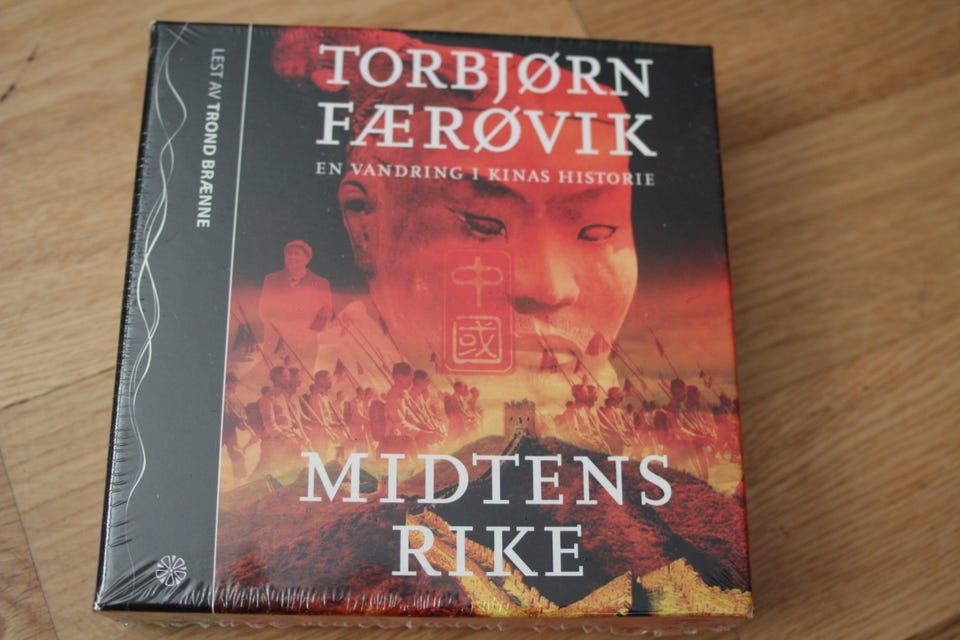 LEST AV TROND BRÆNNE
TORBJØRN
FÆRØVIK
EN VANDRING I KINAS HISTORIE
中
國
MIDTENS
RIKE